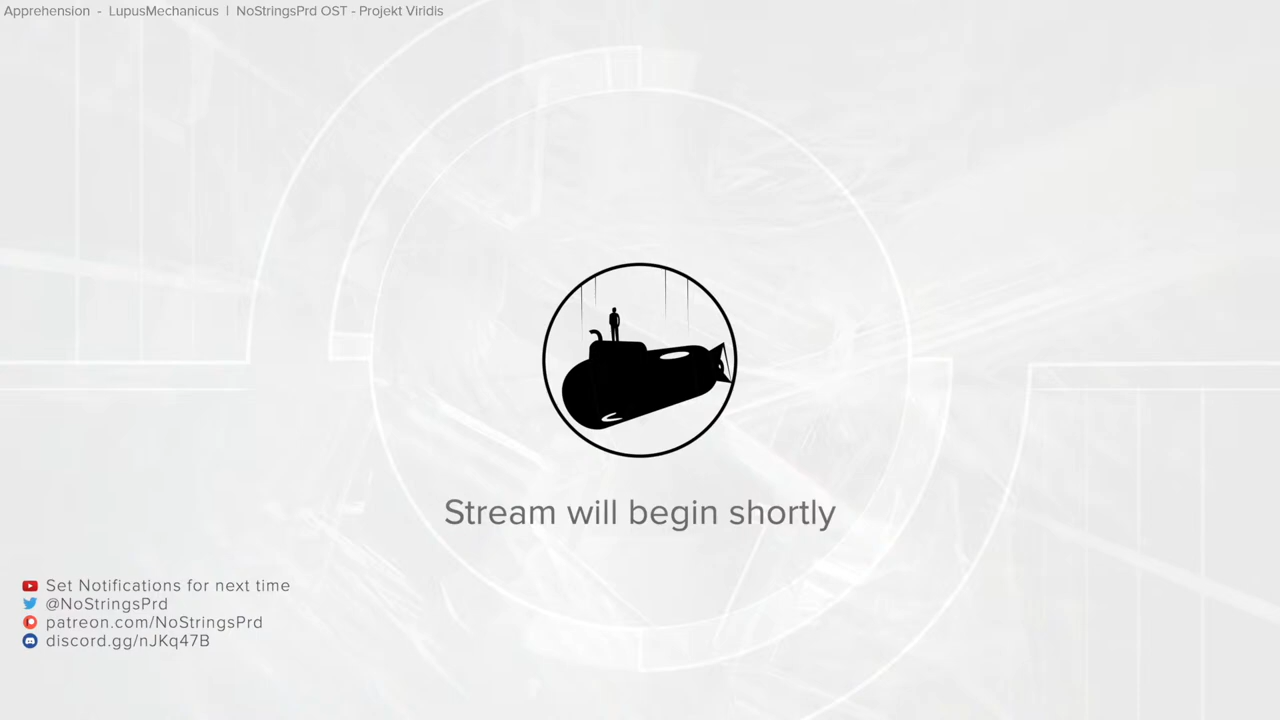 Apprehension - LupusMechanicus | NoStringsPrd OST - Projekt Viridis
Stream will begin shortly
Set Notifications for next time
@NoStringsPrd
patreon.com/NoStringsPrd
discord.gg/nJKq47B